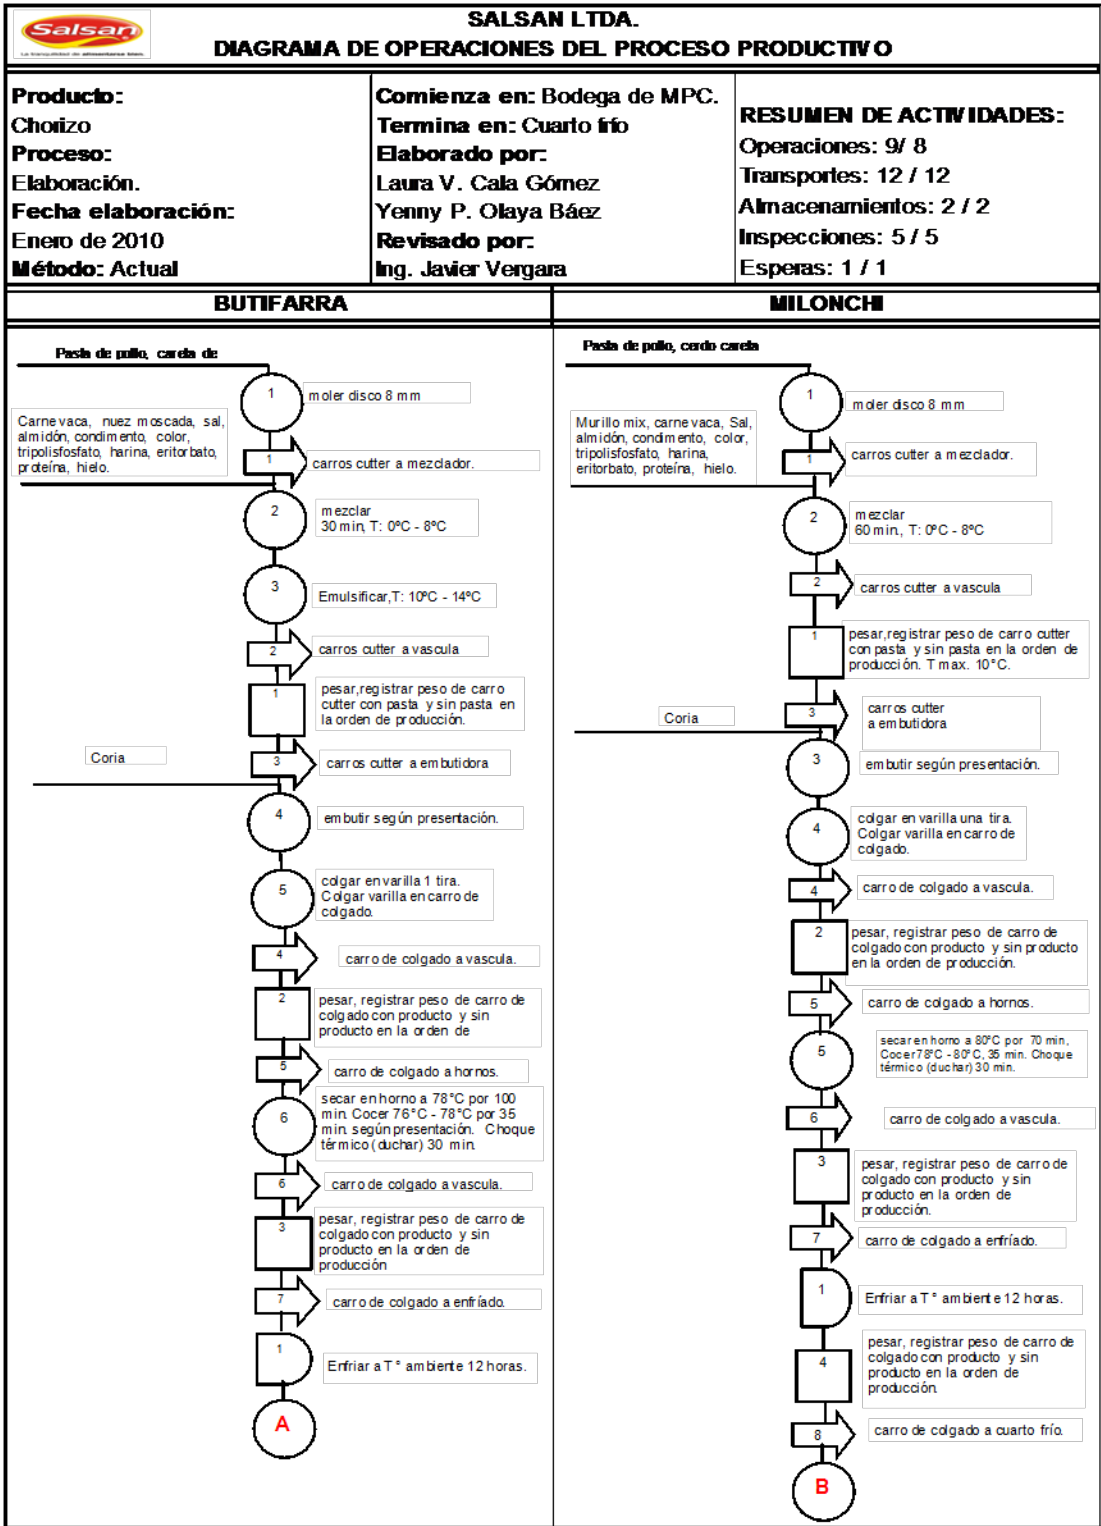 Salsan
La tranquilidad de alimentarse bien.
SALSAN LTDA.
DIAGRAMA DE OPERACIONES DEL PROCESO PRODUCTIVO
Producto:
Chorizo
Proceso:
Elaboración.
Fecha elaboración:
Enero de 2010
Método: Actual
Comienza en: Bodega de MPC.
Termina en: Cuarto frío
Elaborado por:
Laura V. Cala Gómez
Yenny P. Olaya Báez
Revisado por:
Ing. Javier Vergara
RESUMEN DE ACTIVIDADES:
Operaciones: 9/ 8
Transportes: 12 / 12
Almacenamientos: 2 / 2
Inspecciones: 5 / 5
Esperas: 1 / 1
BUTIFARRA
Pasta de pollo, careta de
1
moler disco 8 mm
Carne vaca, nuez moscada, sal,
almidón, condimento, color,
tripolisfosfato, harina, eritorbato,
proteína, hielo.
1
carros cutter a mezclador.
2
mezclar
30 min, T: 0ºC - 8ºC
3
Emulsificar,T: 10ºC - 14ºC
2
carros cutter a vascula
1
pesar,registrar peso de carro
cutter con pasta y sin pasta en
la orden de producción.
Coria
3
carros cutter a embutidora
4
embutir según presentación.
5
colgar en varilla 1 tira.
Colgar varilla en carro de
colgado.
4
carro de colgado a vascula.
2
pesar, registrar peso de carro de
colgado con producto y sin
producto en la orden de
5
carro de colgado a hornos.
6
secar en horno a 78°C por 100
min. Cocer 76°C - 78°C por 35
min. según presentación. Choque
térmico (duchar) 30 min.
6
carro de colgado a vascula.
3
pesar, registrar peso de carro de
colgado con producto y sin
producto en la orden de
producción
7
carro de colgado a enfríado.
1
Enfriar a T° ambiente 12 horas.
A
MILONCHI
Pasta de pollo, cerdo careta
1
moler disco 8 mm
Murillo mix, carne vaca, Sal,
almidón, condimento, color,
tripolisfosfato, harina,
eritorbato, proteína, hielo.
1
carros cutter a mezclador.
2
mezclar
60 min., T: 0ºC - 8ºC
2
carros cutter a vascula
1
pesar,registrar peso de carro cutter
con pasta y sin pasta en la orden de
producción. T max. 10°C.
Coria
3
carros cutter
a embutidora
3
embutir según presentación.
4
colgar en varilla una tira.
Colgar varilla en carro de
colgado.
4
carro de colgado a vascula.
2
pesar, registrar peso de carro de
colgado con producto y sin producto
en la orden de producción.
5
carro de colgado a hornos.
5
secar en horno a 80°C por 70 min,
Cocer 78°C - 80°C, 35 min. Choque
térmico (duchar) 30 min.
6
carro de colgado a vascula.
3
pesar, registrar peso de carro de
colgado con producto y sin
producto en la orden de
producción.
7
carro de colgado a enfríado.
1
Enfriar a T° ambiente 12 horas.
4
pesar, registrar peso de carro de
colgado con producto y sin
producto en la orden de
producción.
8
carro de colgado a cuarto frío.
B